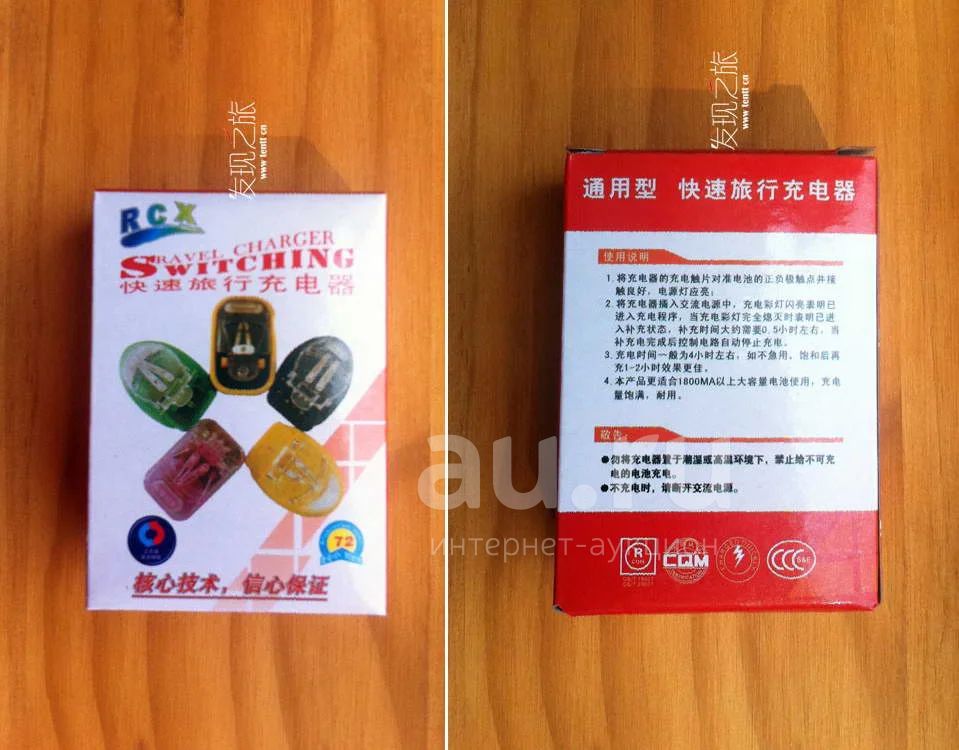 发现之旅
www tentt cn
RCX
TRAVEL CHARGER
SWITCHING
快速旅行充电器
72
核心技术，信心保证
发现之旅
www tentt cn
通用型 快速旅行充电器
使用说明
1. 将充电器的充电触片对准电池的正负极触点并接
触良好，电源灯应亮；
2. 将充电器插入交流电源中，充电彩灯闪亮表明已
进入充电程序，当充电彩灯完全熄灭时表明已进
入补充状态，补充时间大约需要0.5小时左右，当
补充电完成后控制电路自动停止充电。
3. 充电时间一般为4小时左右，如不急用，饱和后再
充1-2小时效果更佳。
4. 本产品更适合1800MA以上大容量电池使用，充电
量饱满，耐用。
敬告
●勿将充电器置于潮湿或高温环境下，禁止给不可充
电的电池充电。
●不充电时，请断开交流电源。
au.ru
интернет-аукцион
R
CQM
CCC S&E